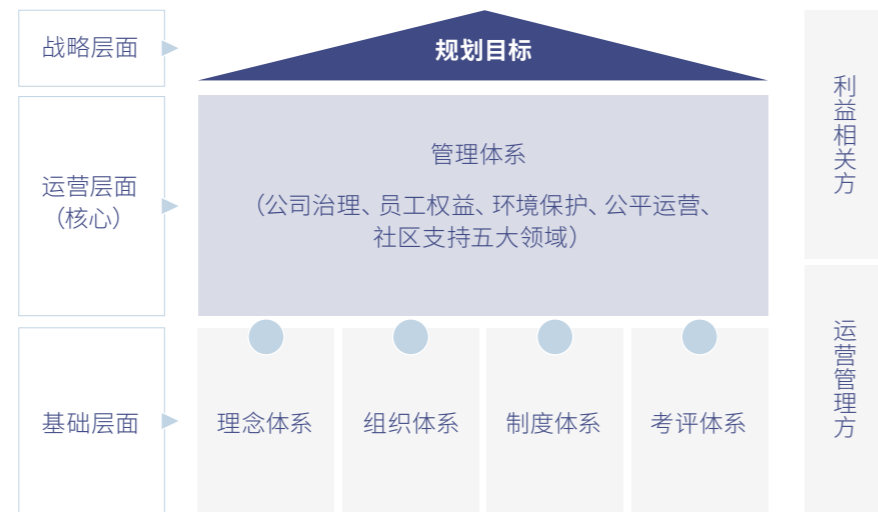 战略层面
规划目标
运营层面
（核心）
管理体系
（公司治理、员工权益、环境保护、公平运营、
社区支持五大领域）
基础层面
理念体系
组织体系
制度体系
考评体系
利益相关方
运营管理方